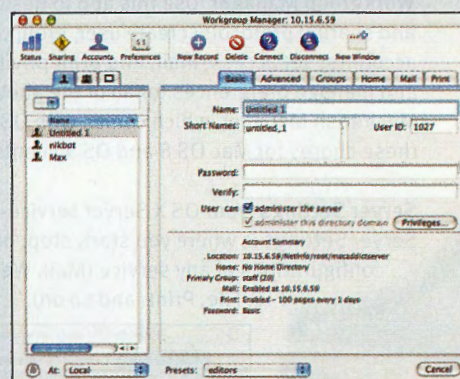 Workgroup Manager: 10.15.6.59
Status Sharing Accounts Preferences New Record Delete Connect Disconnect New Window
Basic Advanced Groups Home Mail Print
Name
Untitled 1
nikbot
Max
Name: Untitled 1
Short Names: untitled_1 User ID: 1027
Password:
Verify:
User can administer the server
administer this directory domain Privileges...
Account Summary
Location: 10.15.6.59/NetInfo/root/macaddictserver
Home: No Home Di
Primary Group: staff (20)
Mail: Enabled at 10.15.6.59
Print: Enabled – 100 pages every 1 days
Password: Basic
At: Local Presets: editors Cancel